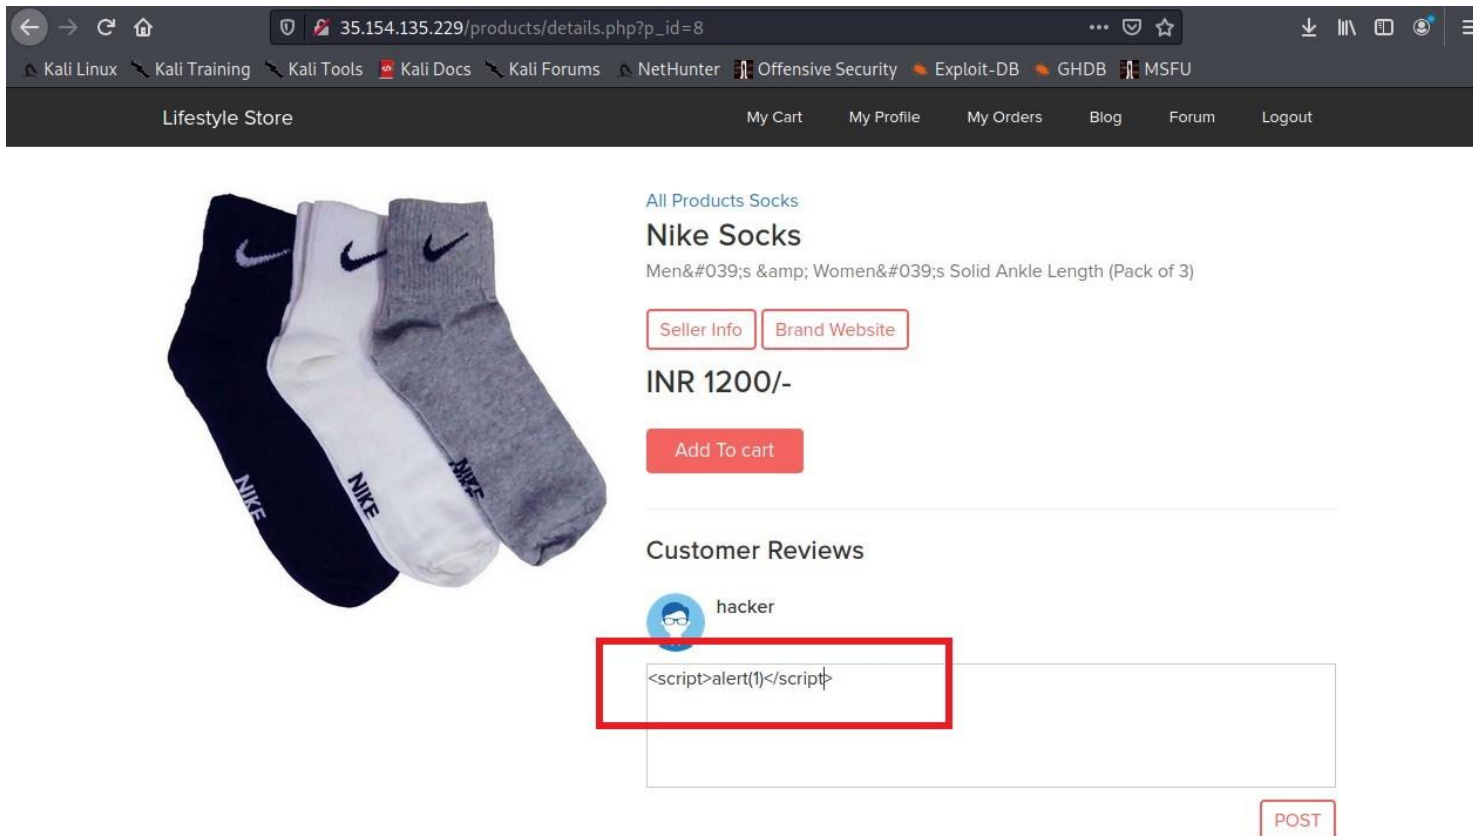 35.154.135.229/products/details.php?p_id=8
Kali Linux Kali Training Kali Tools Kali Docs Kali Forums NetHunter Offensive Security Exploit-DB GHDB MSFU
Lifestyle Store My Cart My Profile My Orders Blog Forum Logout
All Products Socks
Nike Socks
Men&#039;s &amp; Women&#039;s Solid Ankle Length (Pack of 3)
Seller Info Brand Website
INR 1200/-
Add To cart
NIKE NIKE NIKE
Customer Reviews
hacker
<script>alert(1)</script>
POST